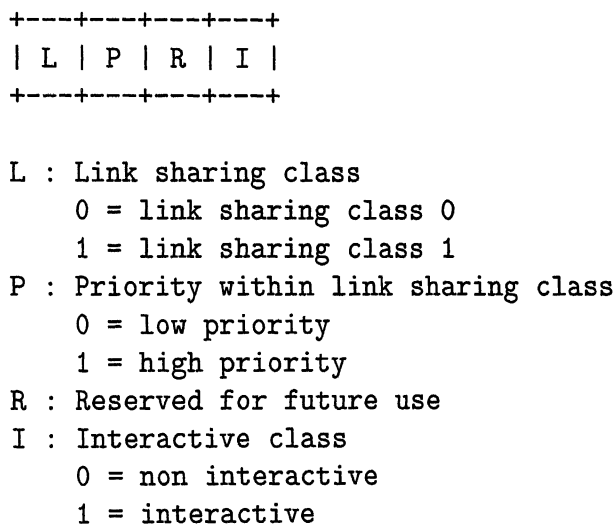 +---+---+---+---+
| L | P | R | I |
+---+---+---+---+
L : Link sharing class
0 = link sharing class 0
1 = link sharing class 1
P : Priority within link sharing class
0 = low priority
1 = high priority
R : Reserved for future use
I : Interactive class
0 = non interactive
1 = interactive